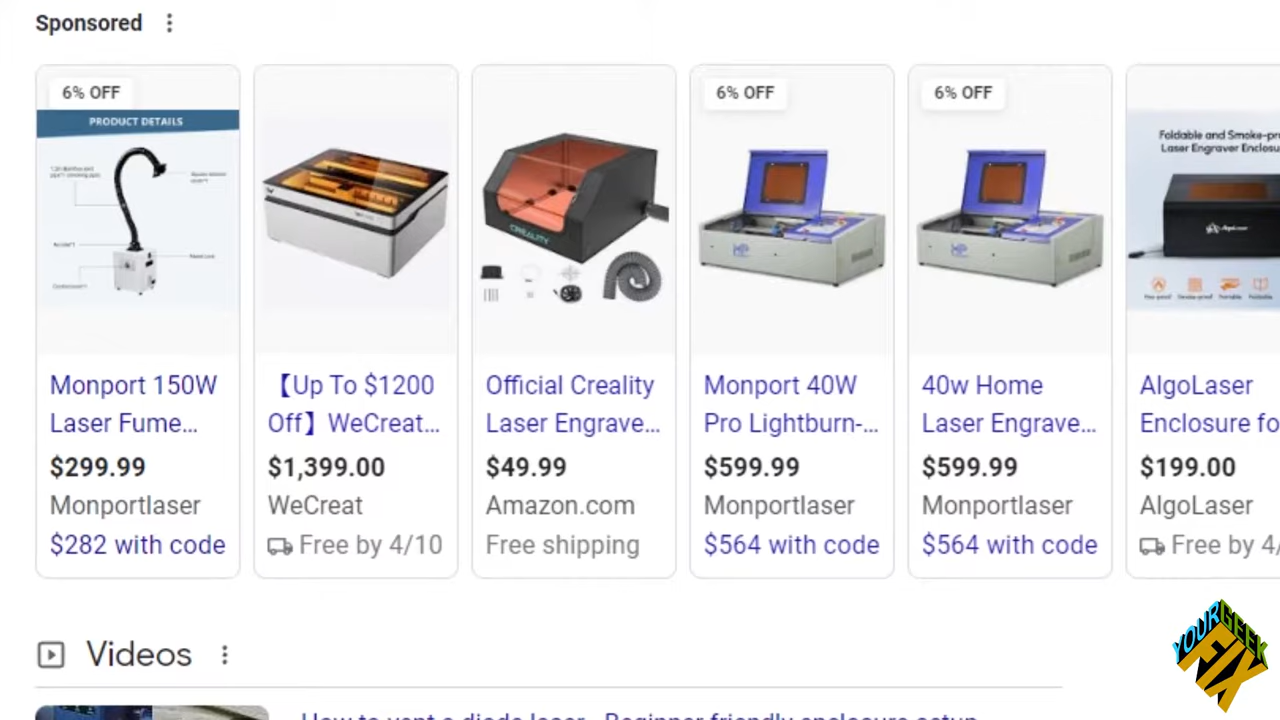 Sponsored
6% OFF
PRODUCT DETAILS
Monport 150W
Laser Fume...
$299.99
Monportlaser
$282 with code
【Up To $1200
Off】WeCreat...
$1,399.00
WeCreat
Free by 4/10
CREALITY
Official Creality
Laser Engrave...
$49.99
Amazon.com
Free shipping
6% OFF
Monport 40W
Pro Lightburn-...
$599.99
Monportlaser
$564 with code
6% OFF
40w Home
Laser Engrave...
$599.99
Monportlaser
$564 with code
Foldable and Smoke-pro
Laser Engraver Enclosu
AlgoLaser
AlgoLaser
Enclosure fo
$199.00
AlgoLaser
Free by 4/
Videos
How to vent a diode laser - Beginner friendly enclosure setup
YOURGEEK
FIX